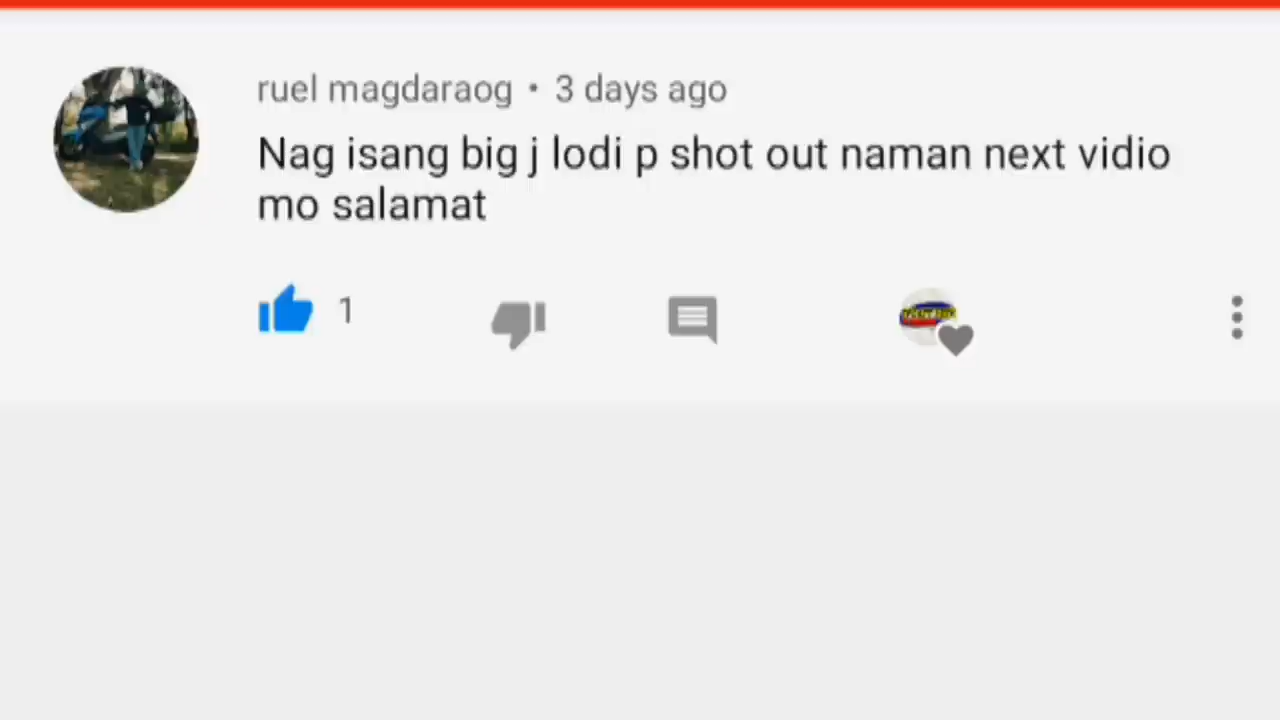 ruel magdaraog • 3 days ago
Nag isang big j lodi p shot out naman next vidio
mo salamat
1